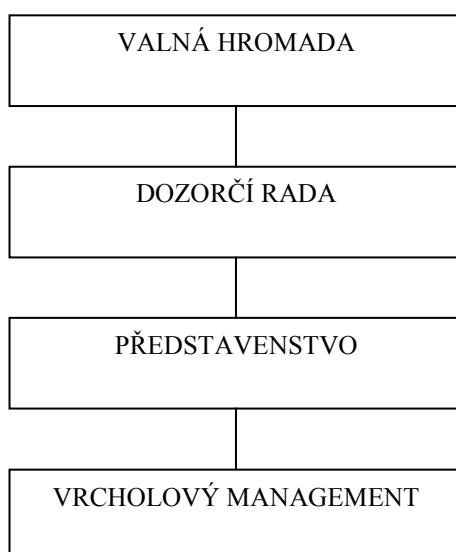 VALNÁ HROMADA
DOZORČÍ RADA
PŘEDSTAVENSTVO
VRCHOLOVÝ MANAGEMENT